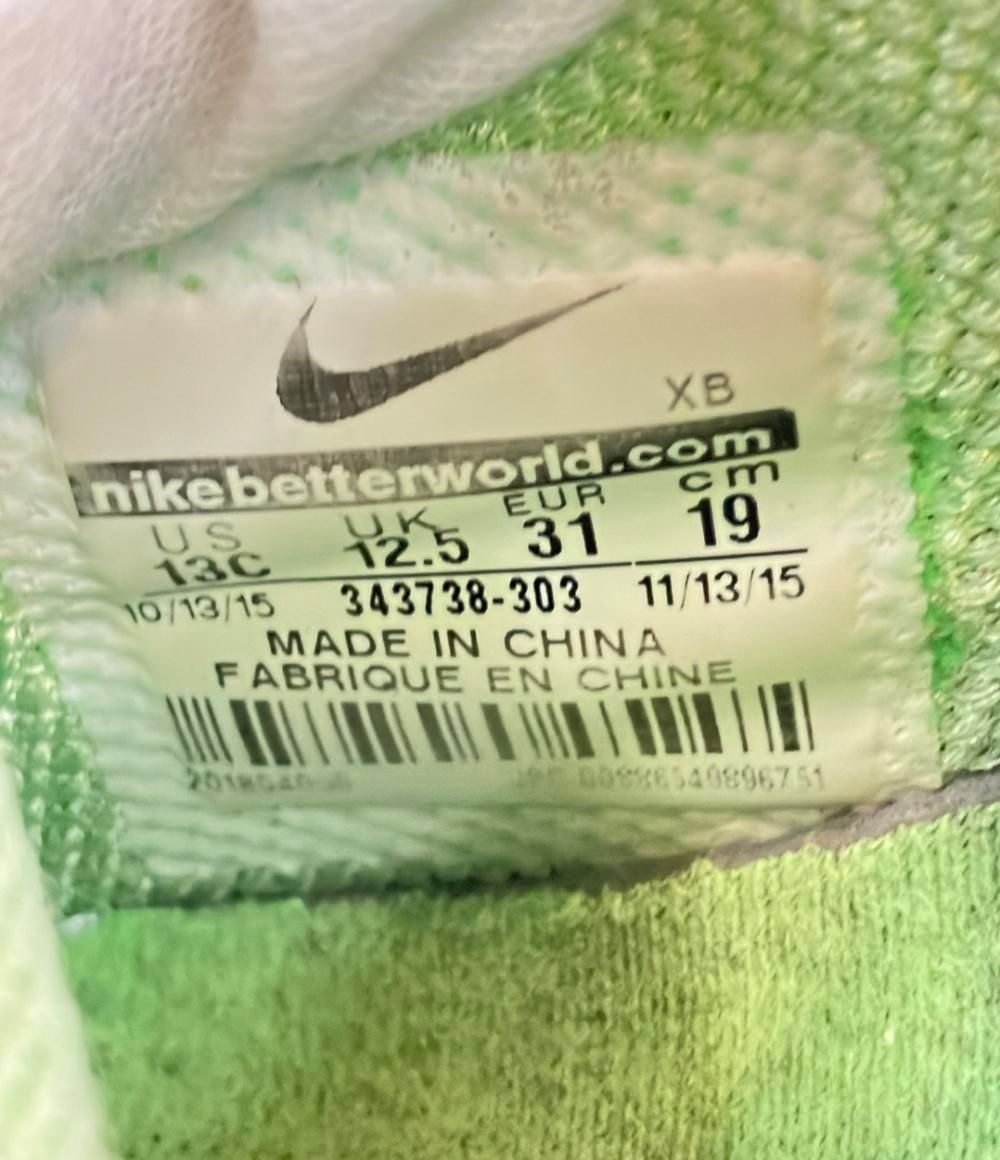 XB
nikebetterworld.com
US UK EUR cm
13C 12.5 31 19
10/13/15 343738-303 11/13/15
MADE IN CHINA
FABRIQUE EN CHINE